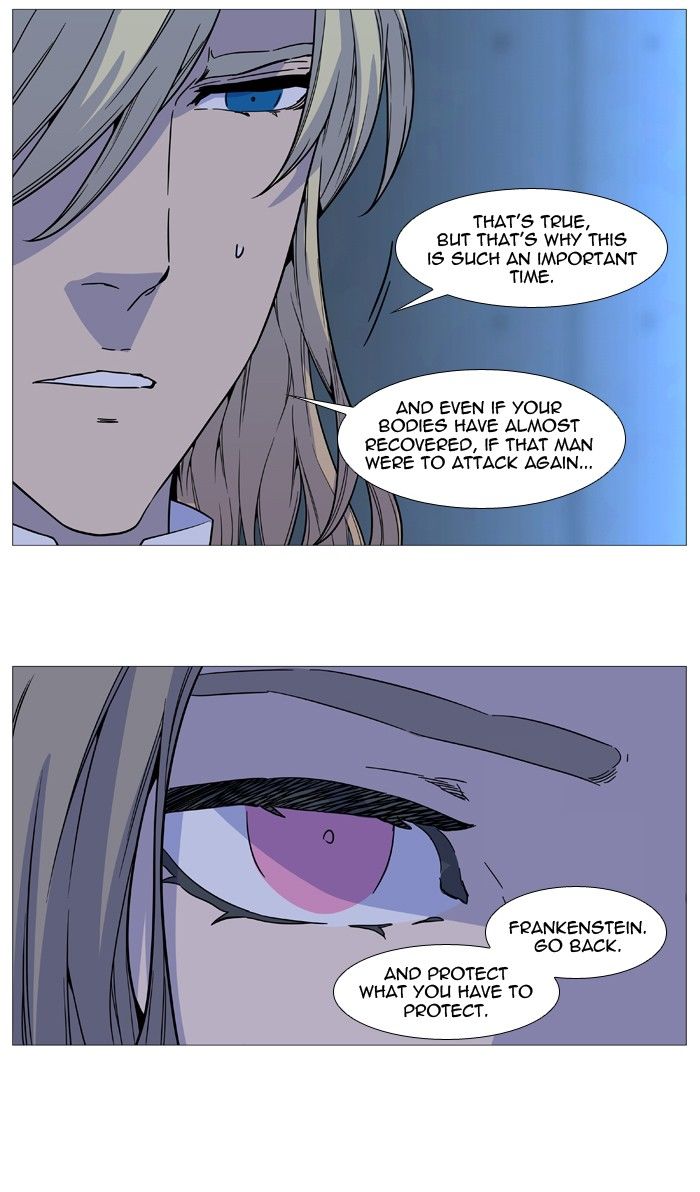 THAT'S TRUE,
BUT THAT'S WHY THIS
IS SUCH AN IMPORTANT
TIME.
AND EVEN IF YOUR
BODIES HAVE ALMOST
RECOVERED, IF THAT MAN
WERE TO ATTACK AGAIN...
FRANKENSTEIN.
GO BACK.
AND PROTECT
WHAT YOU HAVE TO
PROTECT.